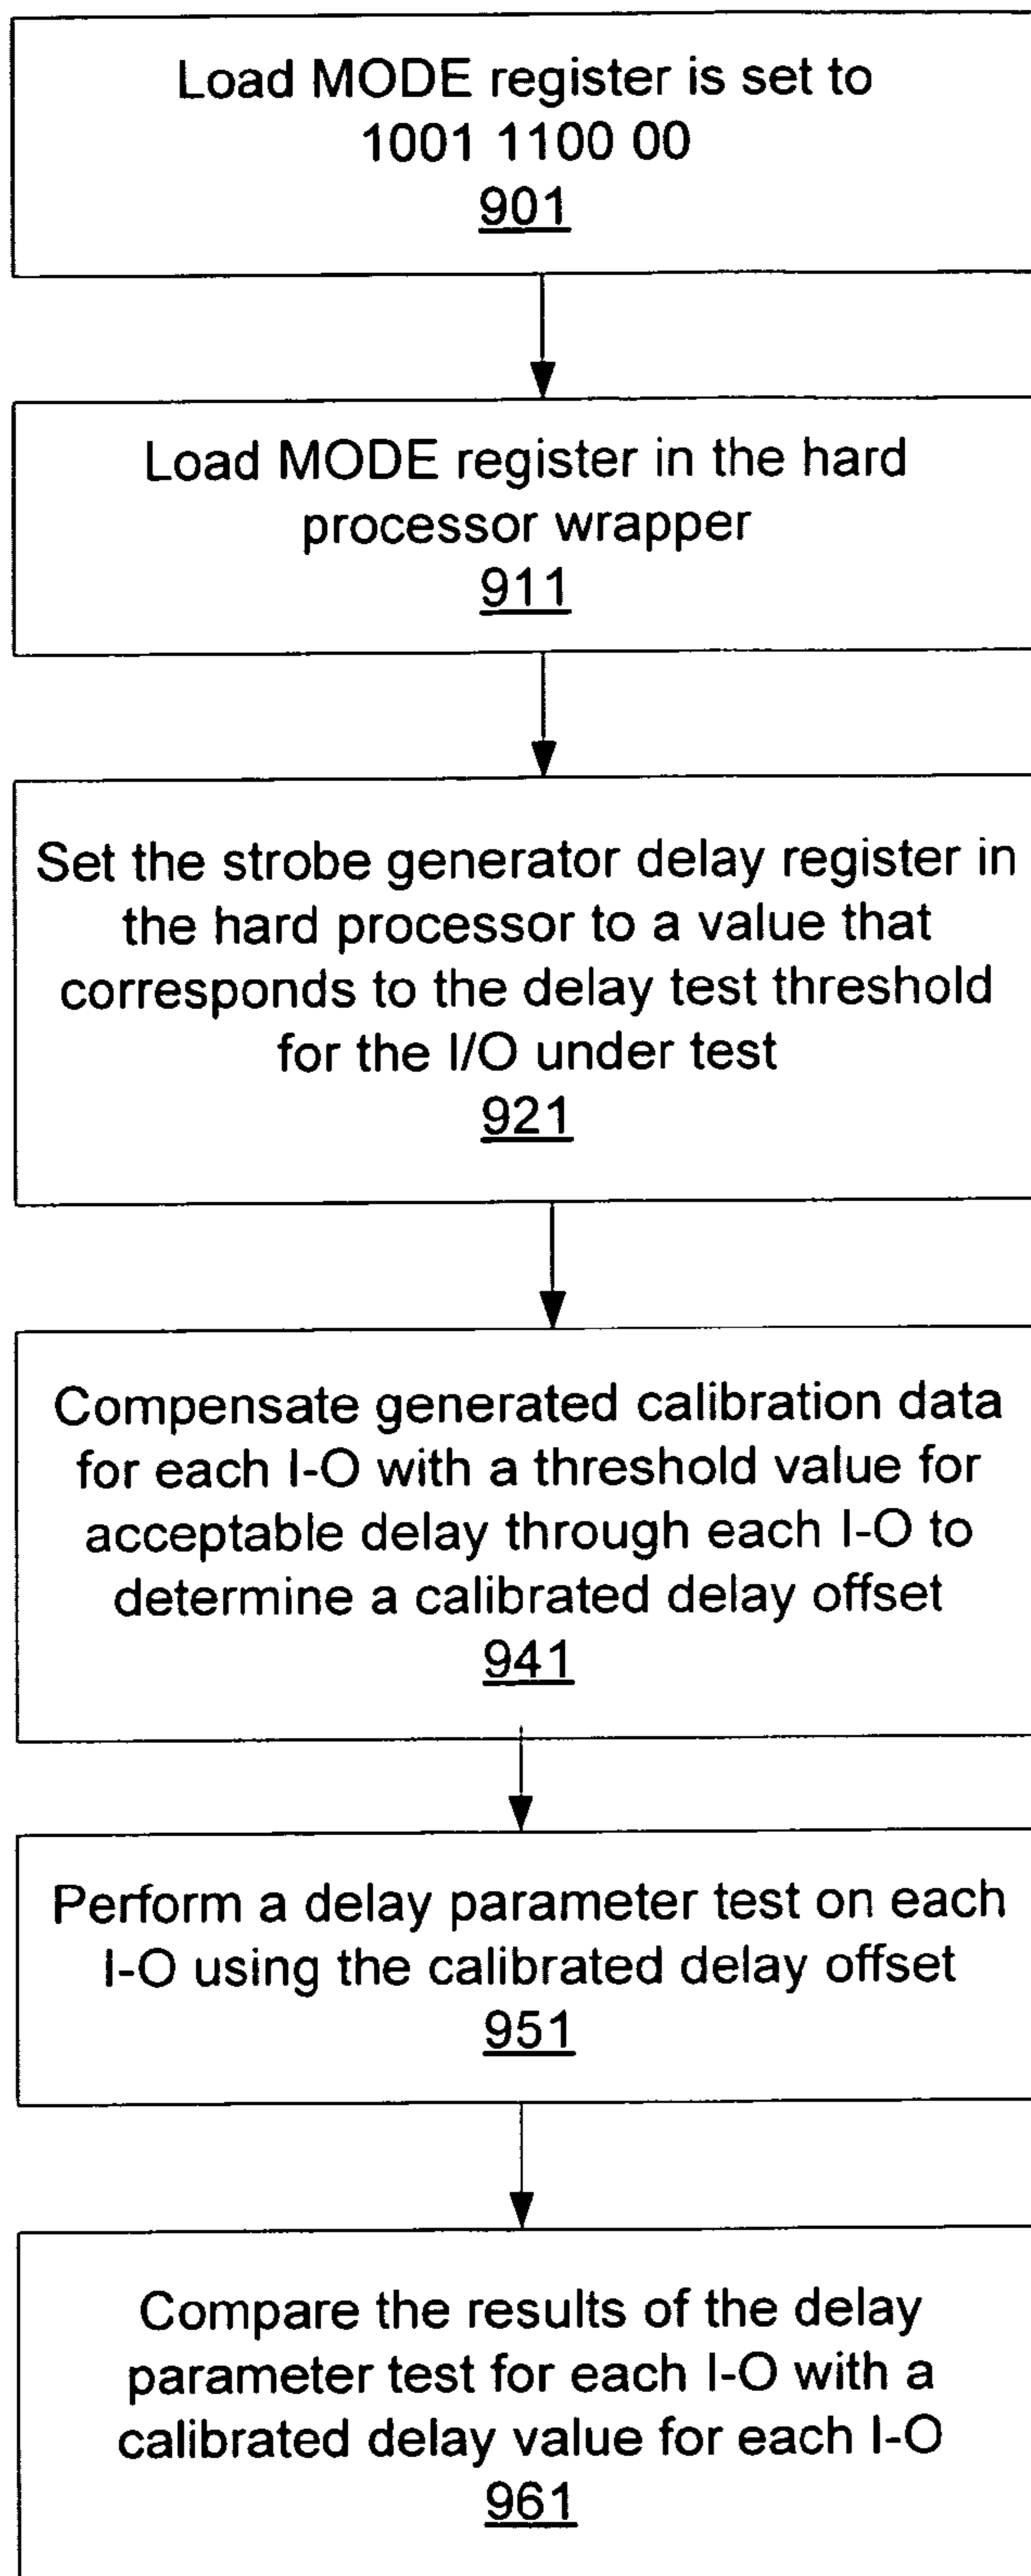 Load MODE register is set to
1001 1100 00
901
Load MODE register in the hard
processor wrapper
911
Set the strobe generator delay register in
the hard processor to a value that
corresponds to the delay test threshold
for the I/O under test
921
Compensate generated calibration data
for each I-O with a threshold value for
acceptable delay through each I-O to
determine a calibrated delay offset
941
Perform a delay parameter test on each
I-O using the calibrated delay offset
951
Compare the results of the delay
parameter test for each I-O with a
calibrated delay value for each I-O
961